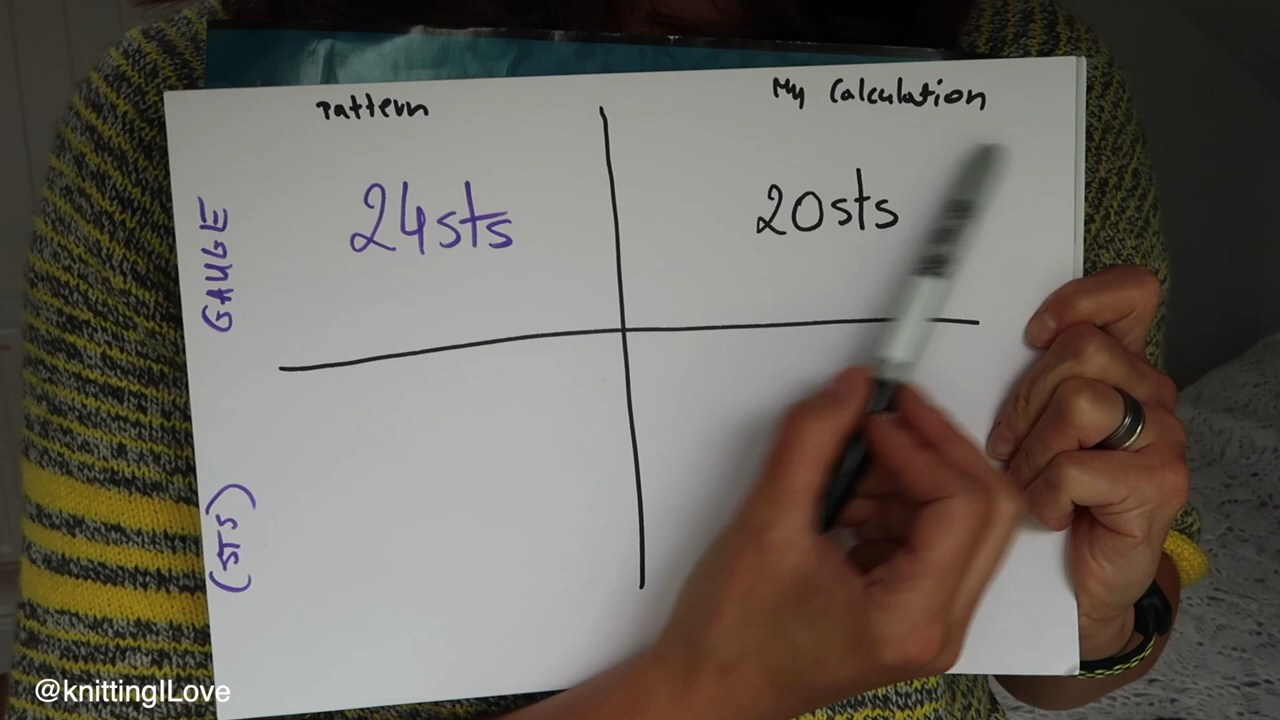 Pattern
My Calculation
GAUGE
24sts
20sts
(STS)
@knittingILove